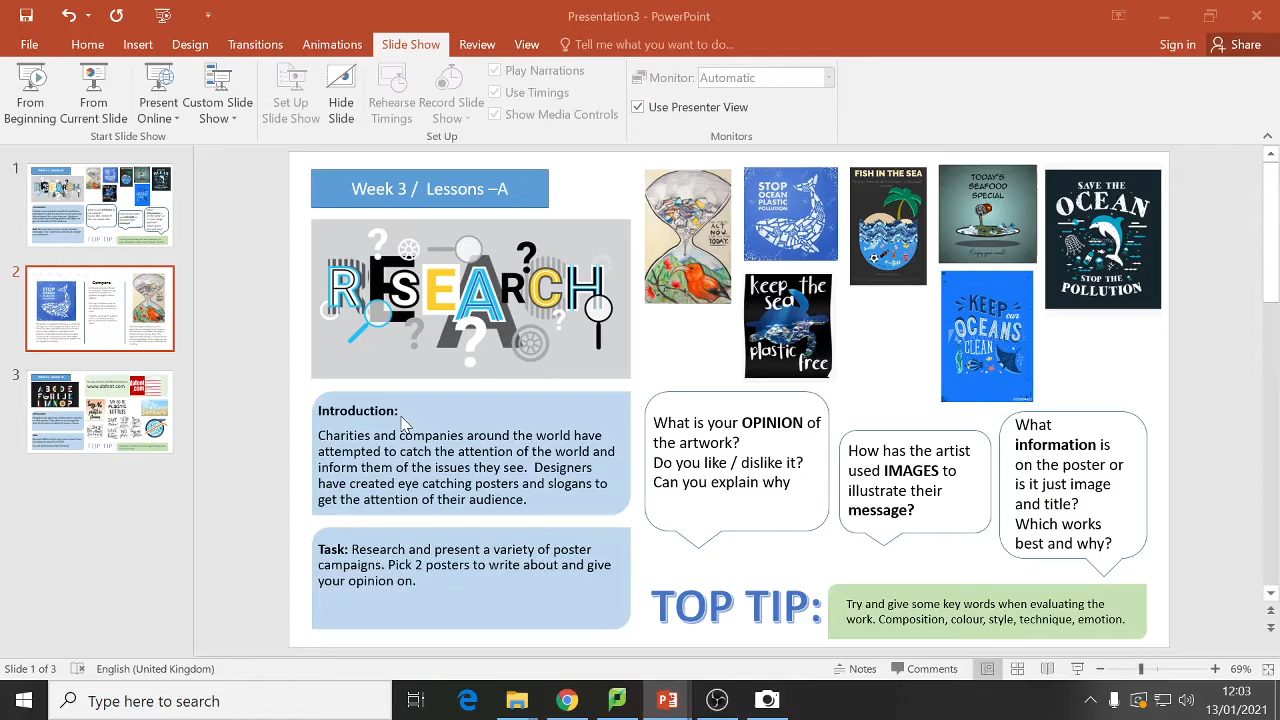 Presentation3 - PowerPoint
File Home Insert Design Transitions Animations Slide Show Review View Tell me what you want to do... Sign in Share
From Beginning
From Current Slide
Present Online
Custom Slide Show
Set Up Slide Show
Hide Slide
Rehearse Timings
Record Slide Show
Play Narrations
Use Timings
Show Media Controls
Monitor: Automatic
Use Presenter View
Start Slide Show
Set Up
Monitors
1
2
3
Compare
Week 3 / Lessons –A
RESEARCH
ACT NOW
TODAY.
STOP
OCEAN
PLASTIC
POLLUTION
FISH IN THE SEA
TODAY'S
SEAFOOD
SPECIAL
Enjoy your meal
SAVE THE
OCEAN
STOP THE
POLLUTION
Keep the
sea
plastic
free
KEEP our
OCEANS
CLEAN
Introduction:
Charities and companies around the world have
attempted to catch the attention of the world and
inform them of the issues they see. Designers
have created eye catching posters and slogans to
get the attention of their audience.
Task: Research and present a variety of poster
campaigns. Pick 2 posters to write about and give
your opinion on.
What is your OPINION of
the artwork?
Do you like / dislike it?
Can you explain why
How has the artist
used IMAGES to
illustrate their
message?
What
information is
on the poster or
is it just image
and title?
Which works
best and why?
TOP TIP:
Try and give some key words when evaluating the
work. Composition, colour, style, technique, emotion.
Slide 1 of 3 English (United Kingdom) Notes Comments 69%
Type here to search
12:03
13/01/2021